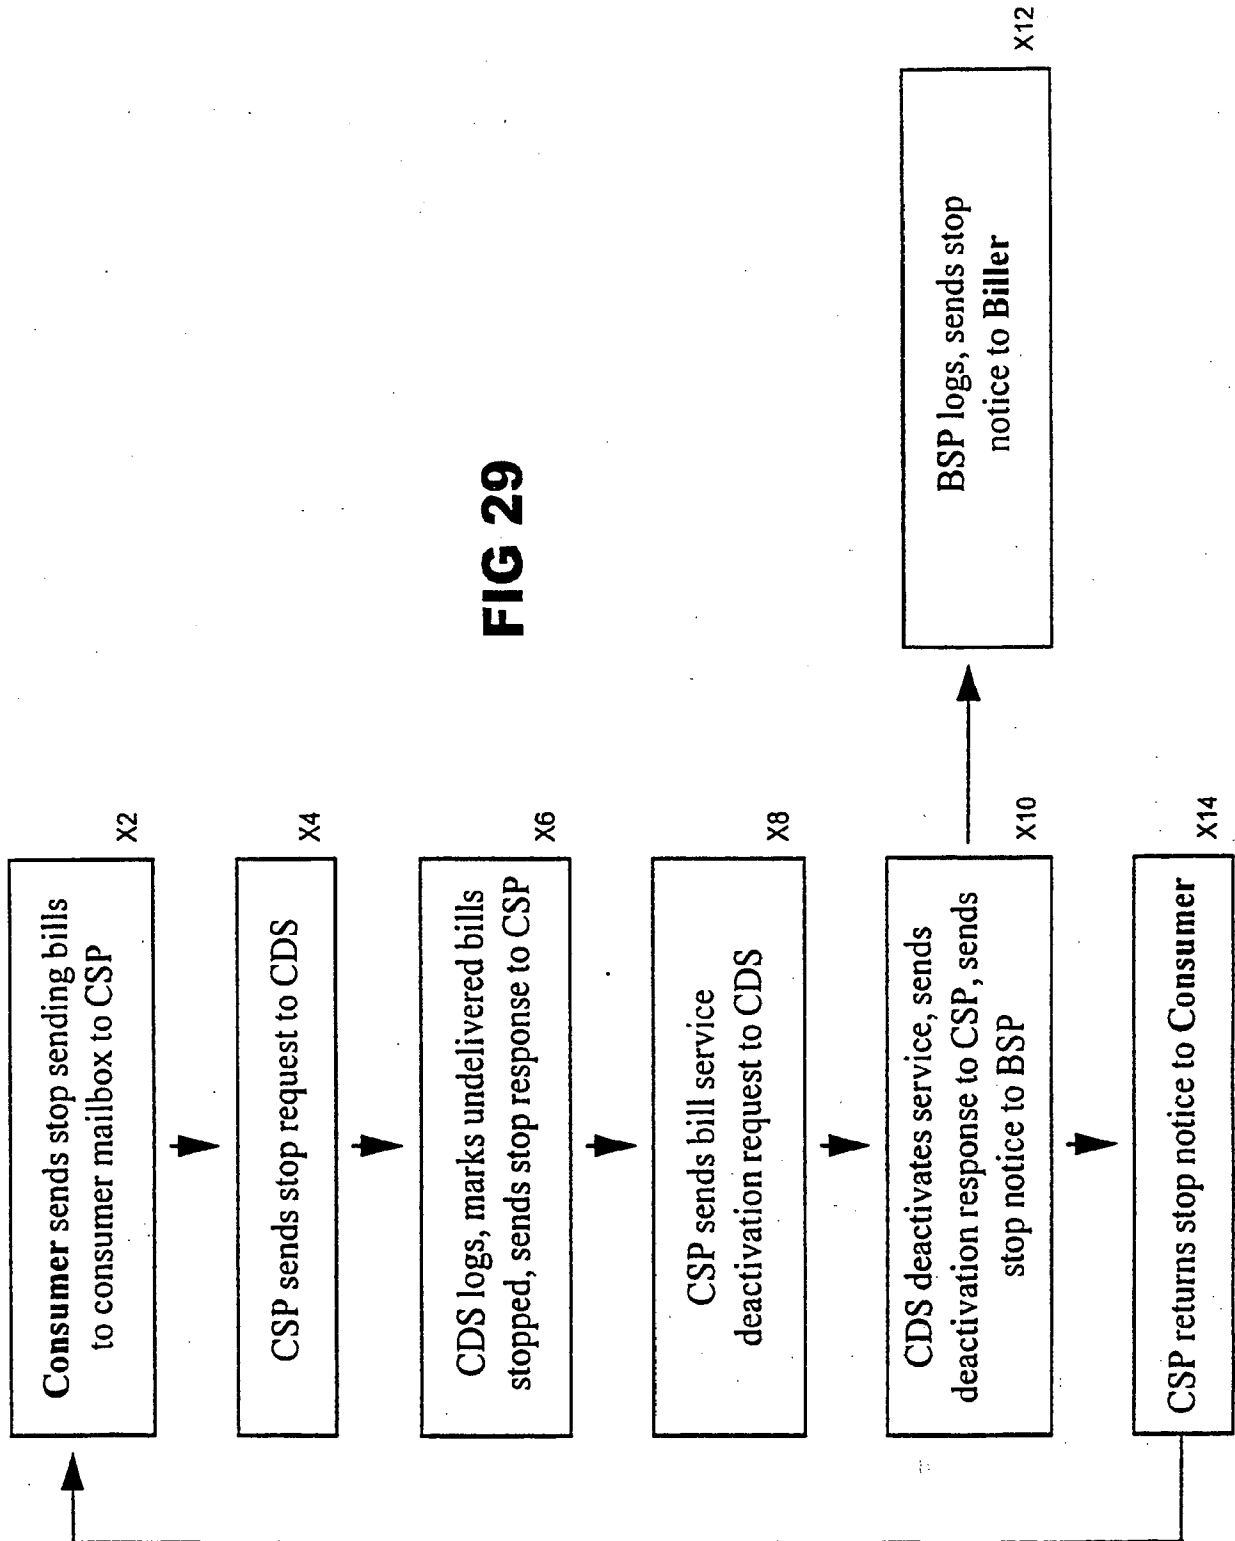 Consumer sends stop sending bills
to consumer mailbox to CSP
X2
CSP sends stop request to CDS
X4
CDS logs, marks undelivered bills
stopped, sends stop response to CSP
X6
CSP sends bill service
deactivation request to CDS
X8
CDS deactivates service, sends
deactivation response to CSP, sends
stop notice to BSP
X10
BSP logs, sends stop
notice to Biller
X12
CSP returns stop notice to Consumer
X14
FIG 29